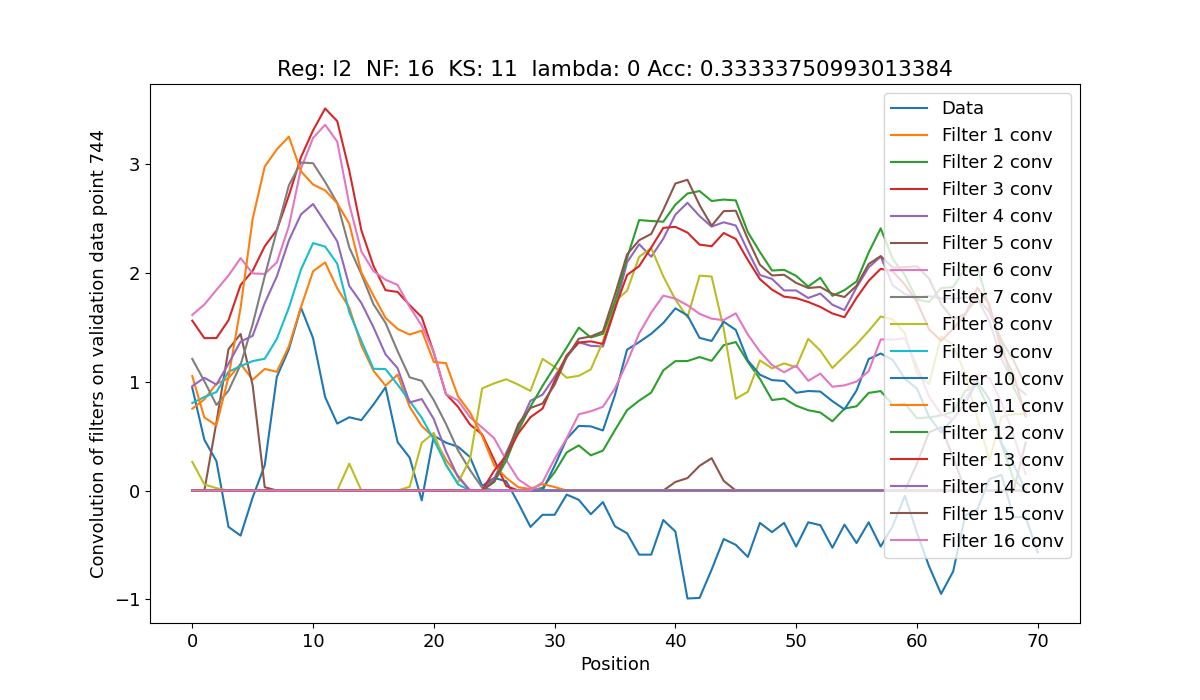 Reg: l2  NF: 16  KS: 11  lambda: 0 Acc: 0.33333750993013384
Convolution of filters on validation data point 744
3
2
1
0
−1
0
10
20
30
40
50
60
70
Position
Data
Filter 1 conv
Filter 2 conv
Filter 3 conv
Filter 4 conv
Filter 5 conv
Filter 6 conv
Filter 7 conv
Filter 8 conv
Filter 9 conv
Filter 10 conv
Filter 11 conv
Filter 12 conv
Filter 13 conv
Filter 14 conv
Filter 15 conv
Filter 16 conv